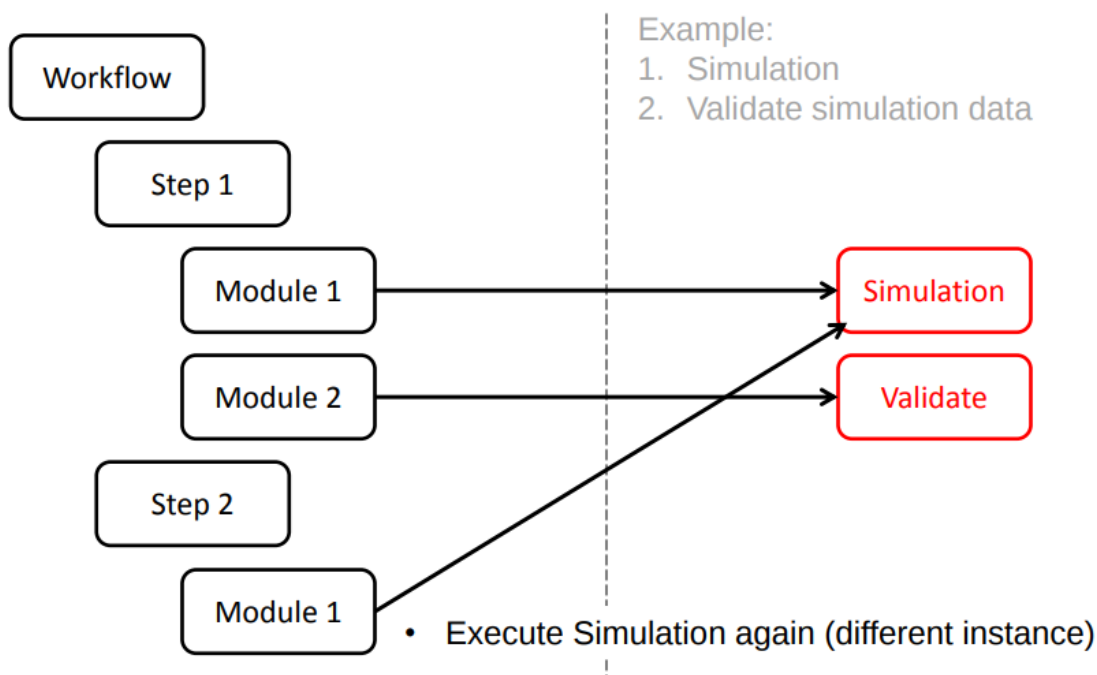 Workflow
Example:
1. Simulation
2. Validate simulation data
Step 1
Module 1
Simulation
Module 2
Validate
Step 2
Module 1
• Execute Simulation again (different instance)